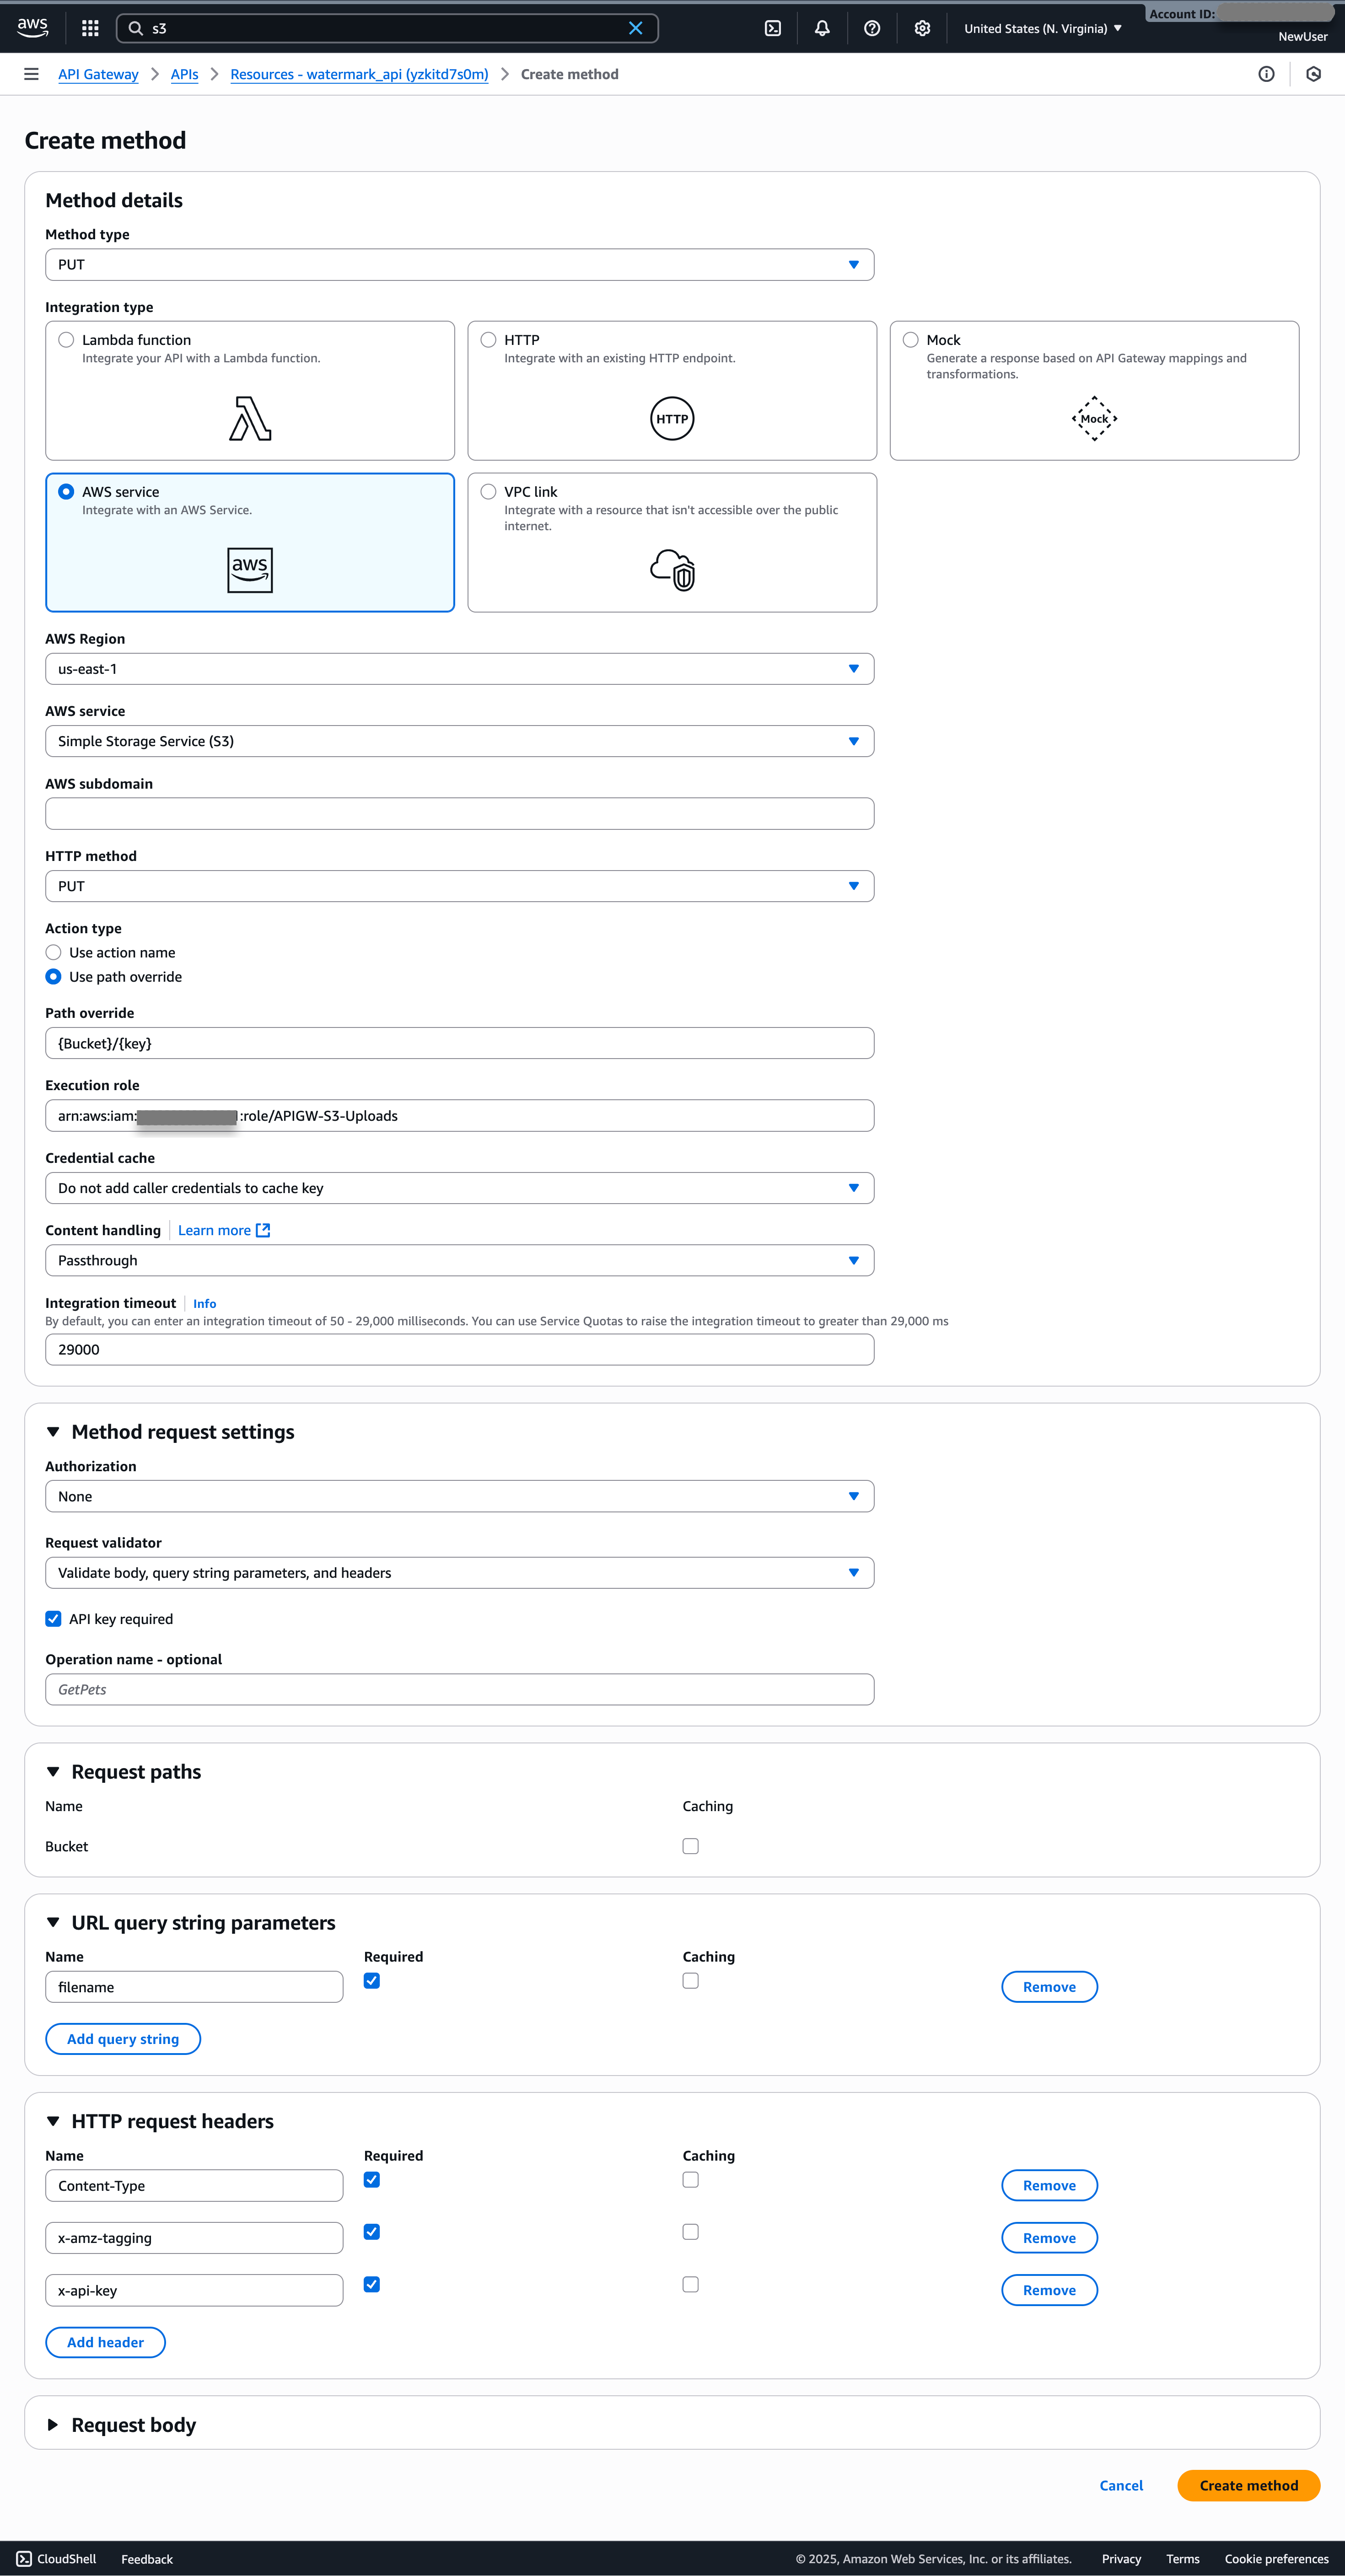 aws
s3
United States (N. Virginia)
Account ID:
NewUser
API Gateway
APIs
Resources - watermark_api (yzkitd7s0m)
Create method
Create method
Method details
Method type
PUT
Integration type
Lambda function
Integrate your API with a Lambda function.
HTTP
Integrate with an existing HTTP endpoint.
HTTP
Mock
Generate a response based on API Gateway mappings and
transformations.
Mock
AWS service
Integrate with an AWS Service.
aws
VPC link
Integrate with a resource that isn't accessible over the public
internet.
AWS Region
us-east-1
AWS service
Simple Storage Service (S3)
AWS subdomain
HTTP method
PUT
Action type
Use action name
Use path override
Path override
{Bucket}/{key}
Execution role
arn:aws:iam: :role/APIGW-S3-Uploads
Credential cache
Do not add caller credentials to cache key
Content handling
Learn more
Passthrough
Integration timeout
Info
By default, you can enter an integration timeout of 50 - 29,000 milliseconds. You can use Service Quotas to raise the integration timeout to greater than 29,000 ms
29000
Method request settings
Authorization
None
Request validator
Validate body, query string parameters, and headers
API key required
Operation name - optional
GetPets
Request paths
Name Caching
Bucket
URL query string parameters
Name Required Caching
filename Remove
Add query string
HTTP request headers
Name Required Caching
Content-Type Remove
x-amz-tagging Remove
x-api-key Remove
Add header
Request body
Cancel Create method
CloudShell Feedback © 2025, Amazon Web Services, Inc. or its affiliates. Privacy Terms Cookie preferences